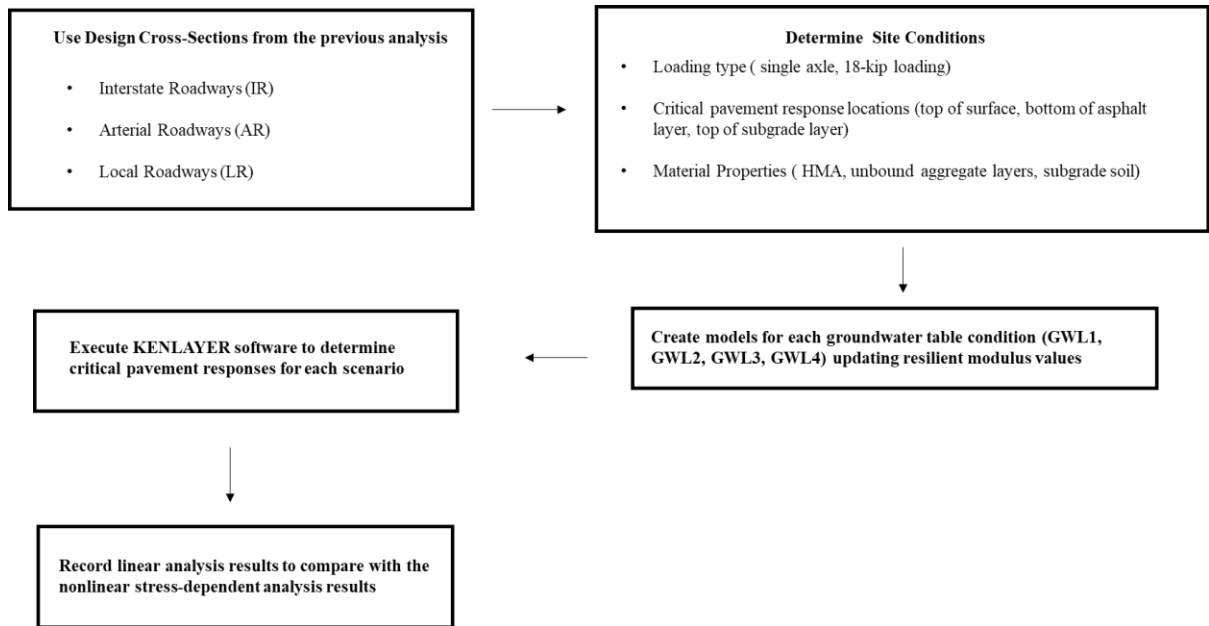 Use Design Cross-Sections from the previous analysis
• Interstate Roadways (IR)
• Arterial Roadways (AR)
• Local Roadways (LR)
Determine Site Conditions
• Loading type ( single axle, 18-kip loading)
• Critical pavement response locations (top of surface, bottom of asphalt
layer, top of subgrade layer)
• Material Properties ( HMA, unbound aggregate layers, subgrade soil)
Create models for each groundwater table condition (GWL1,
GWL2, GWL3, GWL4) updating resilient modulus values
Execute KENLAYER software to determine
critical pavement responses for each scenario
Record linear analysis results to compare with the
nonlinear stress-dependent analysis results